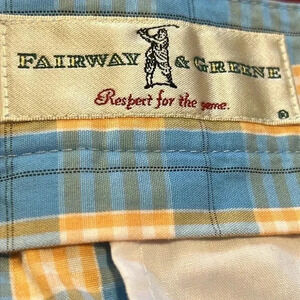 FAIRWAY & GREENE
Respect for the game.
®